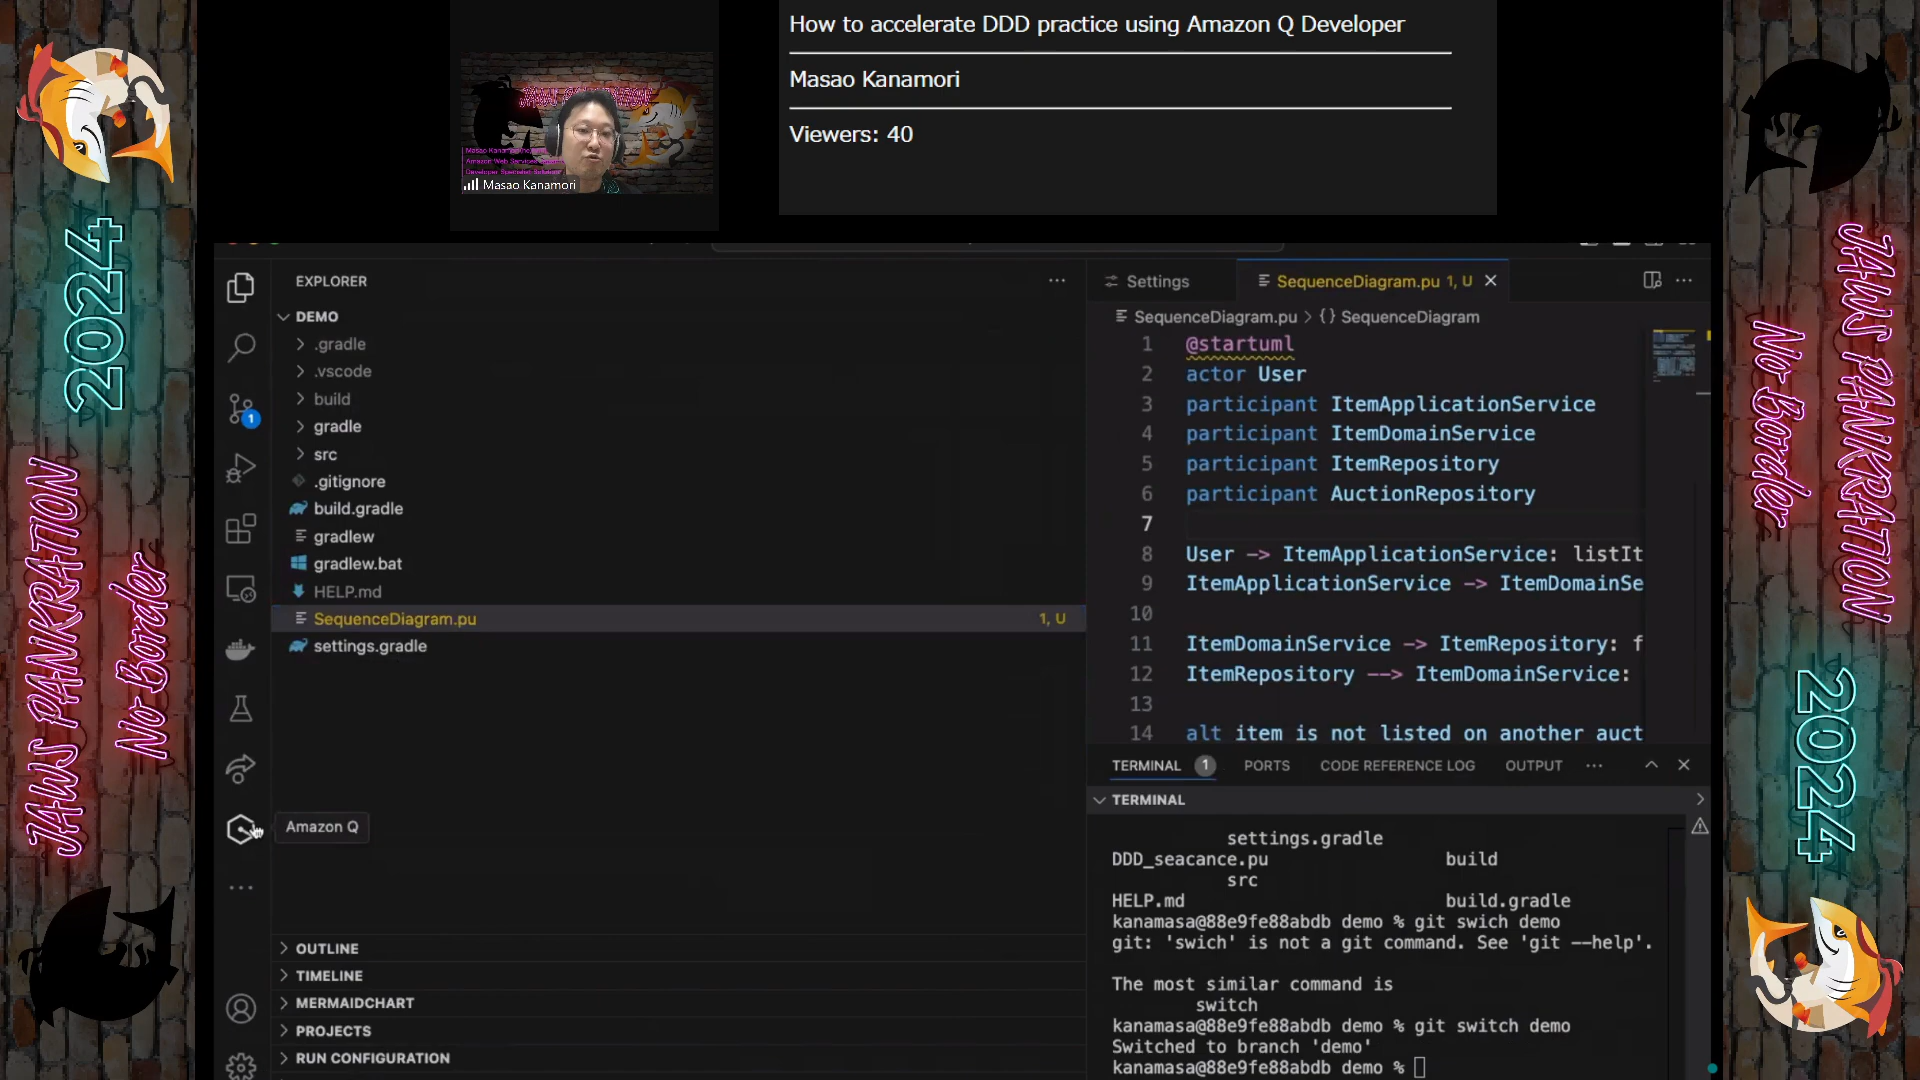 How to accelerate DDD practice using Amazon Q Developer
Masao Kanamori
Viewers: 40
JAWS PANKRATION
Masao Kanamori
2024
JAWS PANKRATION
No Border
JAWS PANKRATION
No Border
2024
EXPLORER
DEMO
.gradle
.vscode
build
gradle
src
.gitignore
build.gradle
gradlew
gradlew.bat
HELP.md
SequenceDiagram.pu 1, U
settings.gradle
1
Amazon Q
OUTLINE
TIMELINE
MERMAIDCHART
PROJECTS
RUN CONFIGURATION
Settings
SequenceDiagram.pu 1, U
SequenceDiagram.pu > {} SequenceDiagram
1 @startuml
2 actor User
3 participant ItemApplicationService
4 participant ItemDomainService
5 participant ItemRepository
6 participant AuctionRepository
7
8 User -> ItemApplicationService: listIt
9 ItemApplicationService -> ItemDomainSe
10
11 ItemDomainService -> ItemRepository: f
12 ItemRepository --> ItemDomainService:
13
14 alt item is not listed on another auct
TERMINAL 1 PORTS CODE REFERENCE LOG OUTPUT
TERMINAL
settings.gradle
DDD_seacance.pu build
src
HELP.md build.gradle
kanamasa@88e9fe88abdb demo % git swich demo
git: 'swich' is not a git command. See 'git --help'.
The most similar command is
switch
kanamasa@88e9fe88abdb demo % git switch demo
Switched to branch 'demo'
kanamasa@88e9fe88abdb demo %